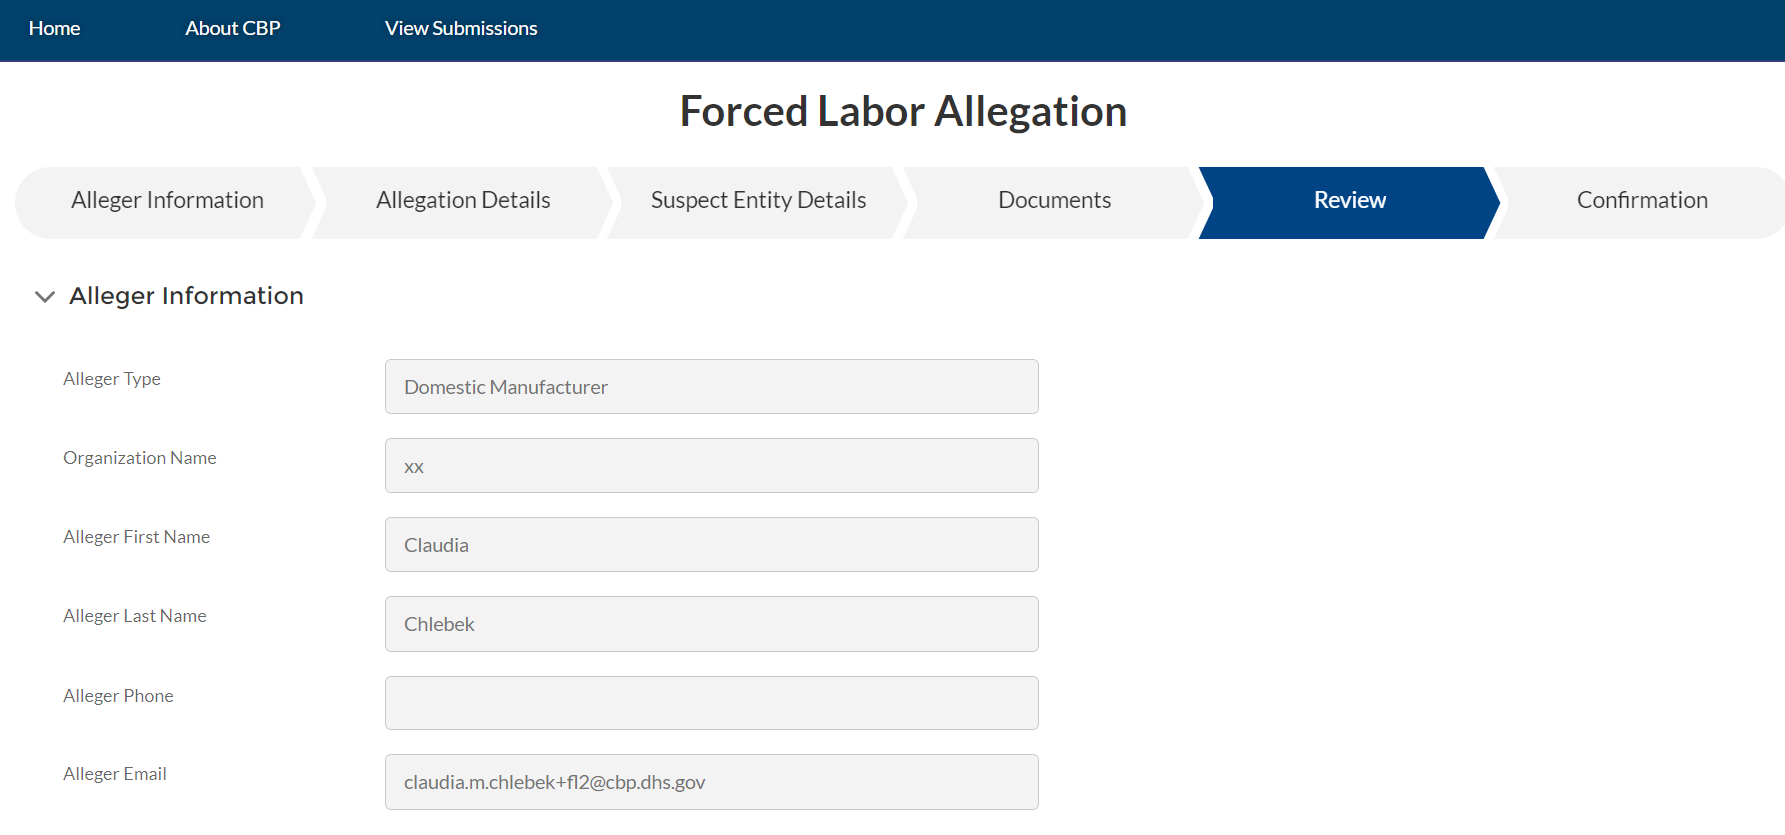 Home About CBP View Submissions
Forced Labor Allegation
Alleger Information Allegation Details Suspect Entity Details Documents Review Confirmation
Alleger Information
Alleger Type Domestic Manufacturer
Organization Name xx
Alleger First Name Claudia
Alleger Last Name Chlebek
Alleger Phone
Alleger Email claudia.m.chlebek+fl2@cbp.dhs.gov